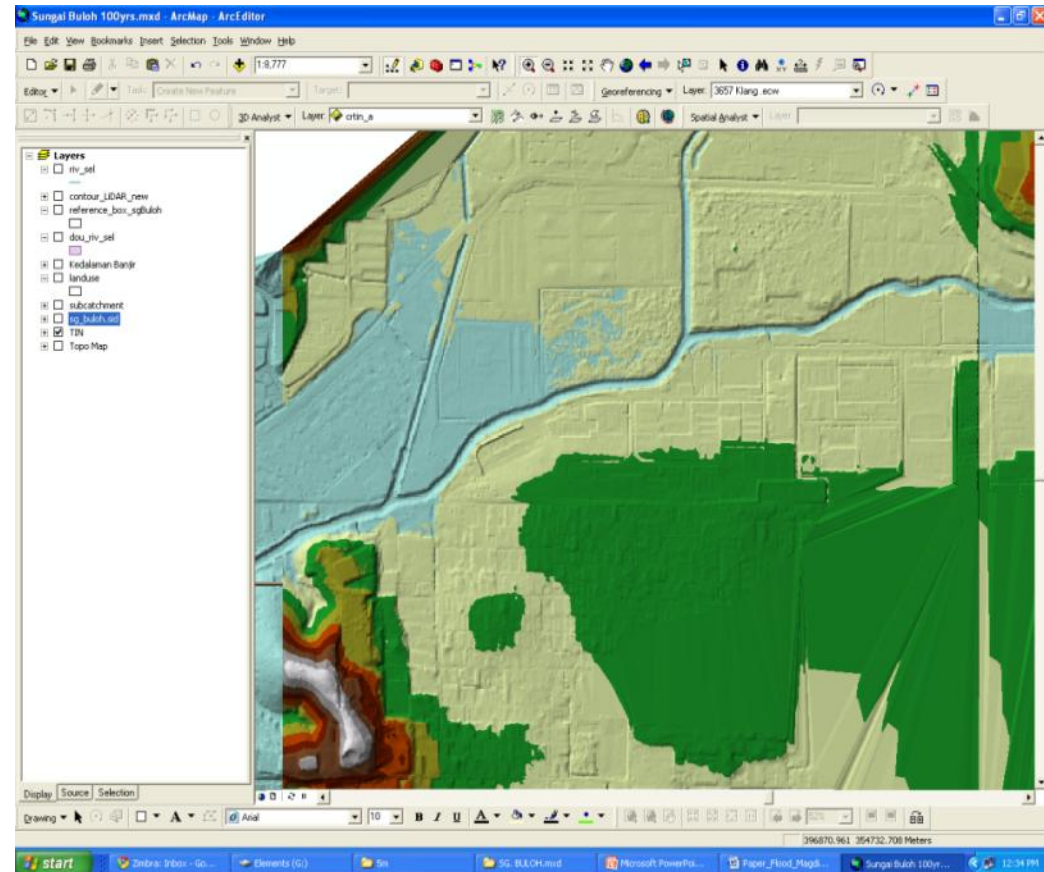 Sungai Buloh 100yrs.mxd - ArcMap - ArcEditor
File Edit View Bookmarks Insert Selection Tools Window Help
1:8,777
Editor Task: Create New Feature Target: Georeferencing Layer: 3657 Klang .ecw
3D Analyst Layer: crtin_a Spatial Analyst Layer:
Layers
riv_sel
contour_LiDAR_new
reference_box_sgBuloh
dou_riv_sel
Kedalaman Banjir
landuse
subcatchment
sg_buloh.sid
TIN
Topo Map
Display Source Selection
Drawing A Arial 10 B I U A
396870.961 354732.708 Meters
start Zimbra: Inbox - Go... Elements (G:) 5m SG. BULOH.mxd Microsoft PowerPoi... Paper_Flood_Magdi... Sungai Buloh 100yr... 12:34 PM